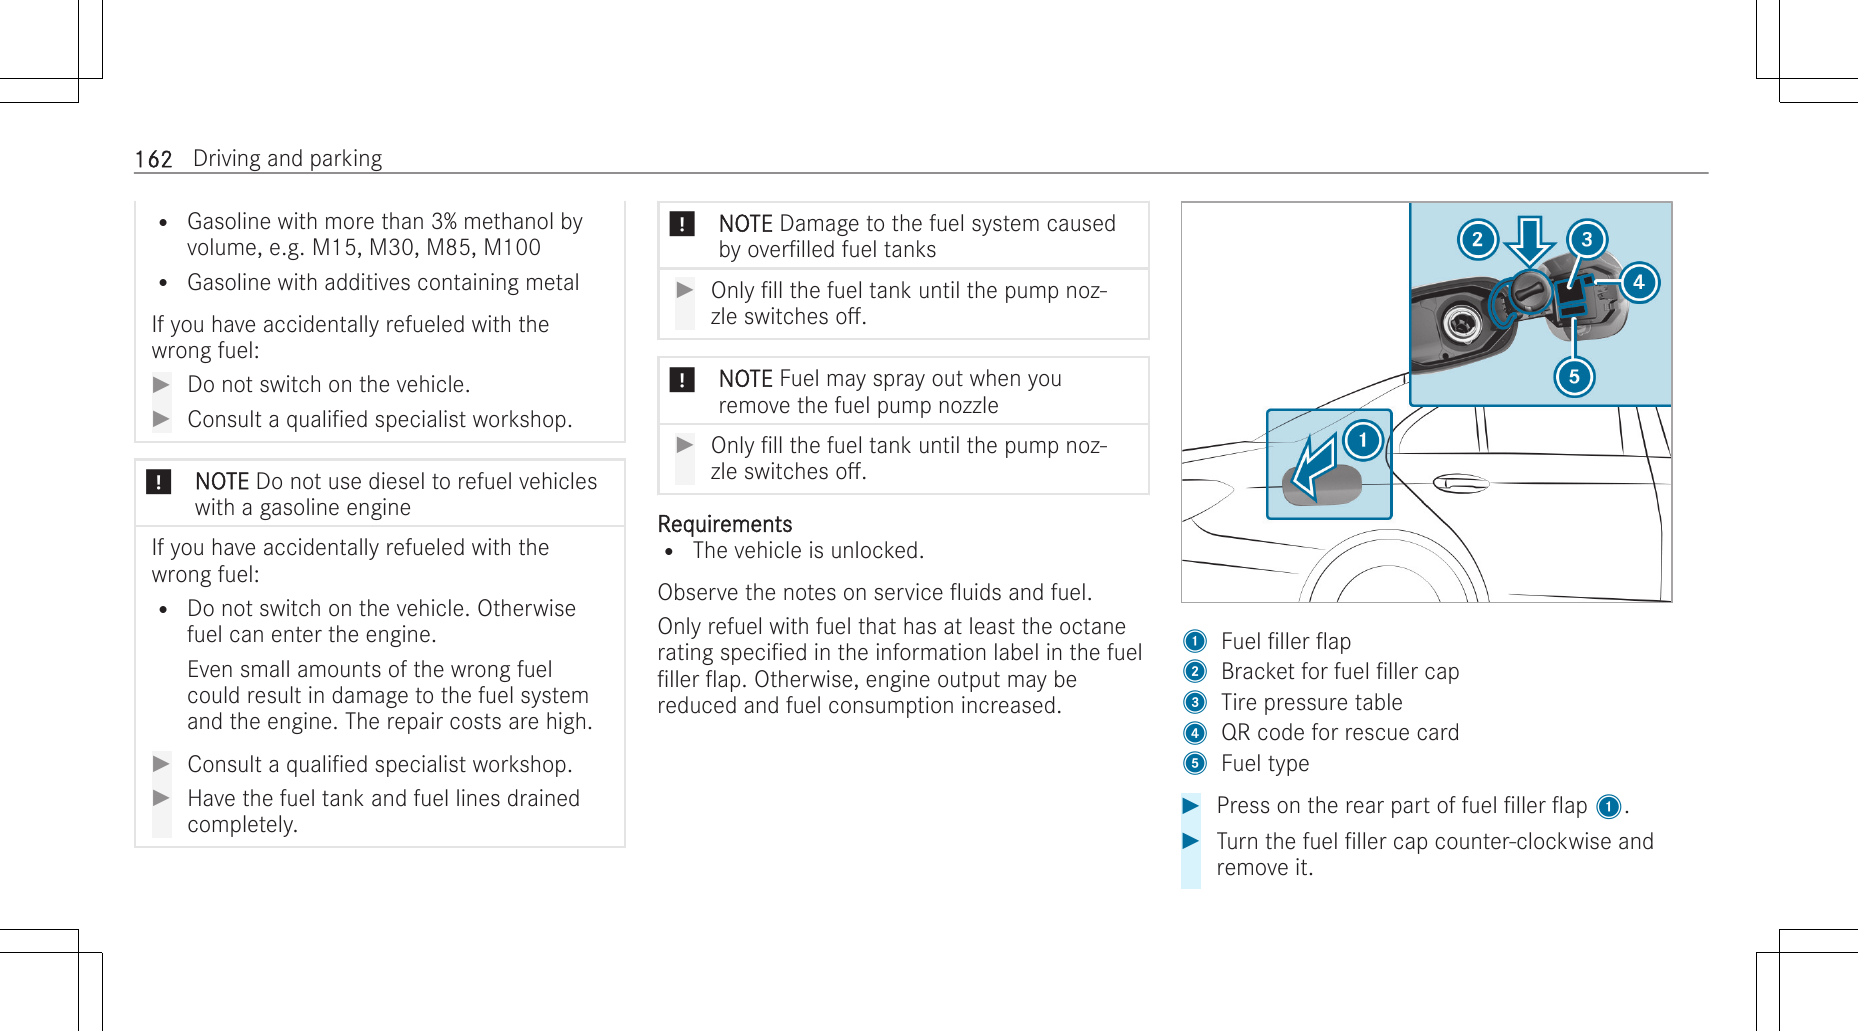 162 Driving and parking
• Gasoline with more than 3% methanol by
volume, e.g. M15, M30, M85, M100
• Gasoline with additives containing metal
If you have accidentally refueled with the
wrong fuel:
▶ Do not switch on the vehicle.
▶ Consult a qualified specialist workshop.
! NOTE Do not use diesel to refuel vehicles
with a gasoline engine
If you have accidentally refueled with the
wrong fuel:
• Do not switch on the vehicle. Otherwise
fuel can enter the engine.
Even small amounts of the wrong fuel
could result in damage to the fuel system
and the engine. The repair costs are high.
▶ Consult a qualified specialist workshop.
▶ Have the fuel tank and fuel lines drained
completely.
! NOTE Damage to the fuel system caused
by overfilled fuel tanks
▶ Only fill the fuel tank until the pump noz-
zle switches off.
! NOTE Fuel may spray out when you
remove the fuel pump nozzle
▶ Only fill the fuel tank until the pump noz-
zle switches off.
Requirements
• The vehicle is unlocked.
Observe the notes on service fluids and fuel.
Only refuel with fuel that has at least the octane
rating specified in the information label in the fuel
filler flap. Otherwise, engine output may be
reduced and fuel consumption increased.
2
3
4
5
1
1 Fuel filler flap
2 Bracket for fuel filler cap
3 Tire pressure table
4 QR code for rescue card
5 Fuel type
▶ Press on the rear part of fuel filler flap 1.
▶ Turn the fuel filler cap counter-clockwise and
remove it.